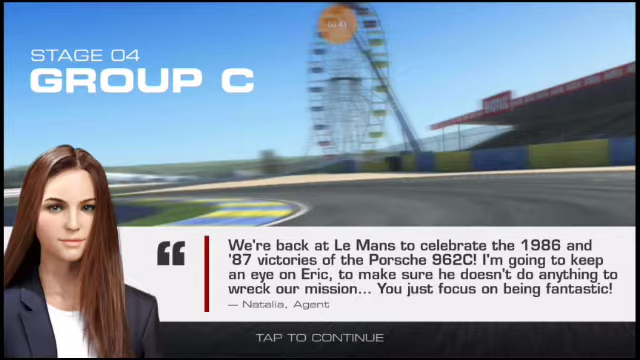 00:41
STAGE 04
GROUP C
We're back at Le Mans to celebrate the 1986 and
'87 victories of the Porsche 962C! I'm going to keep
an eye on Eric, to make sure he doesn't do anything to
wreck our mission... You just focus on being fantastic!
— Natalia, Agent
TAP TO CONTINUE